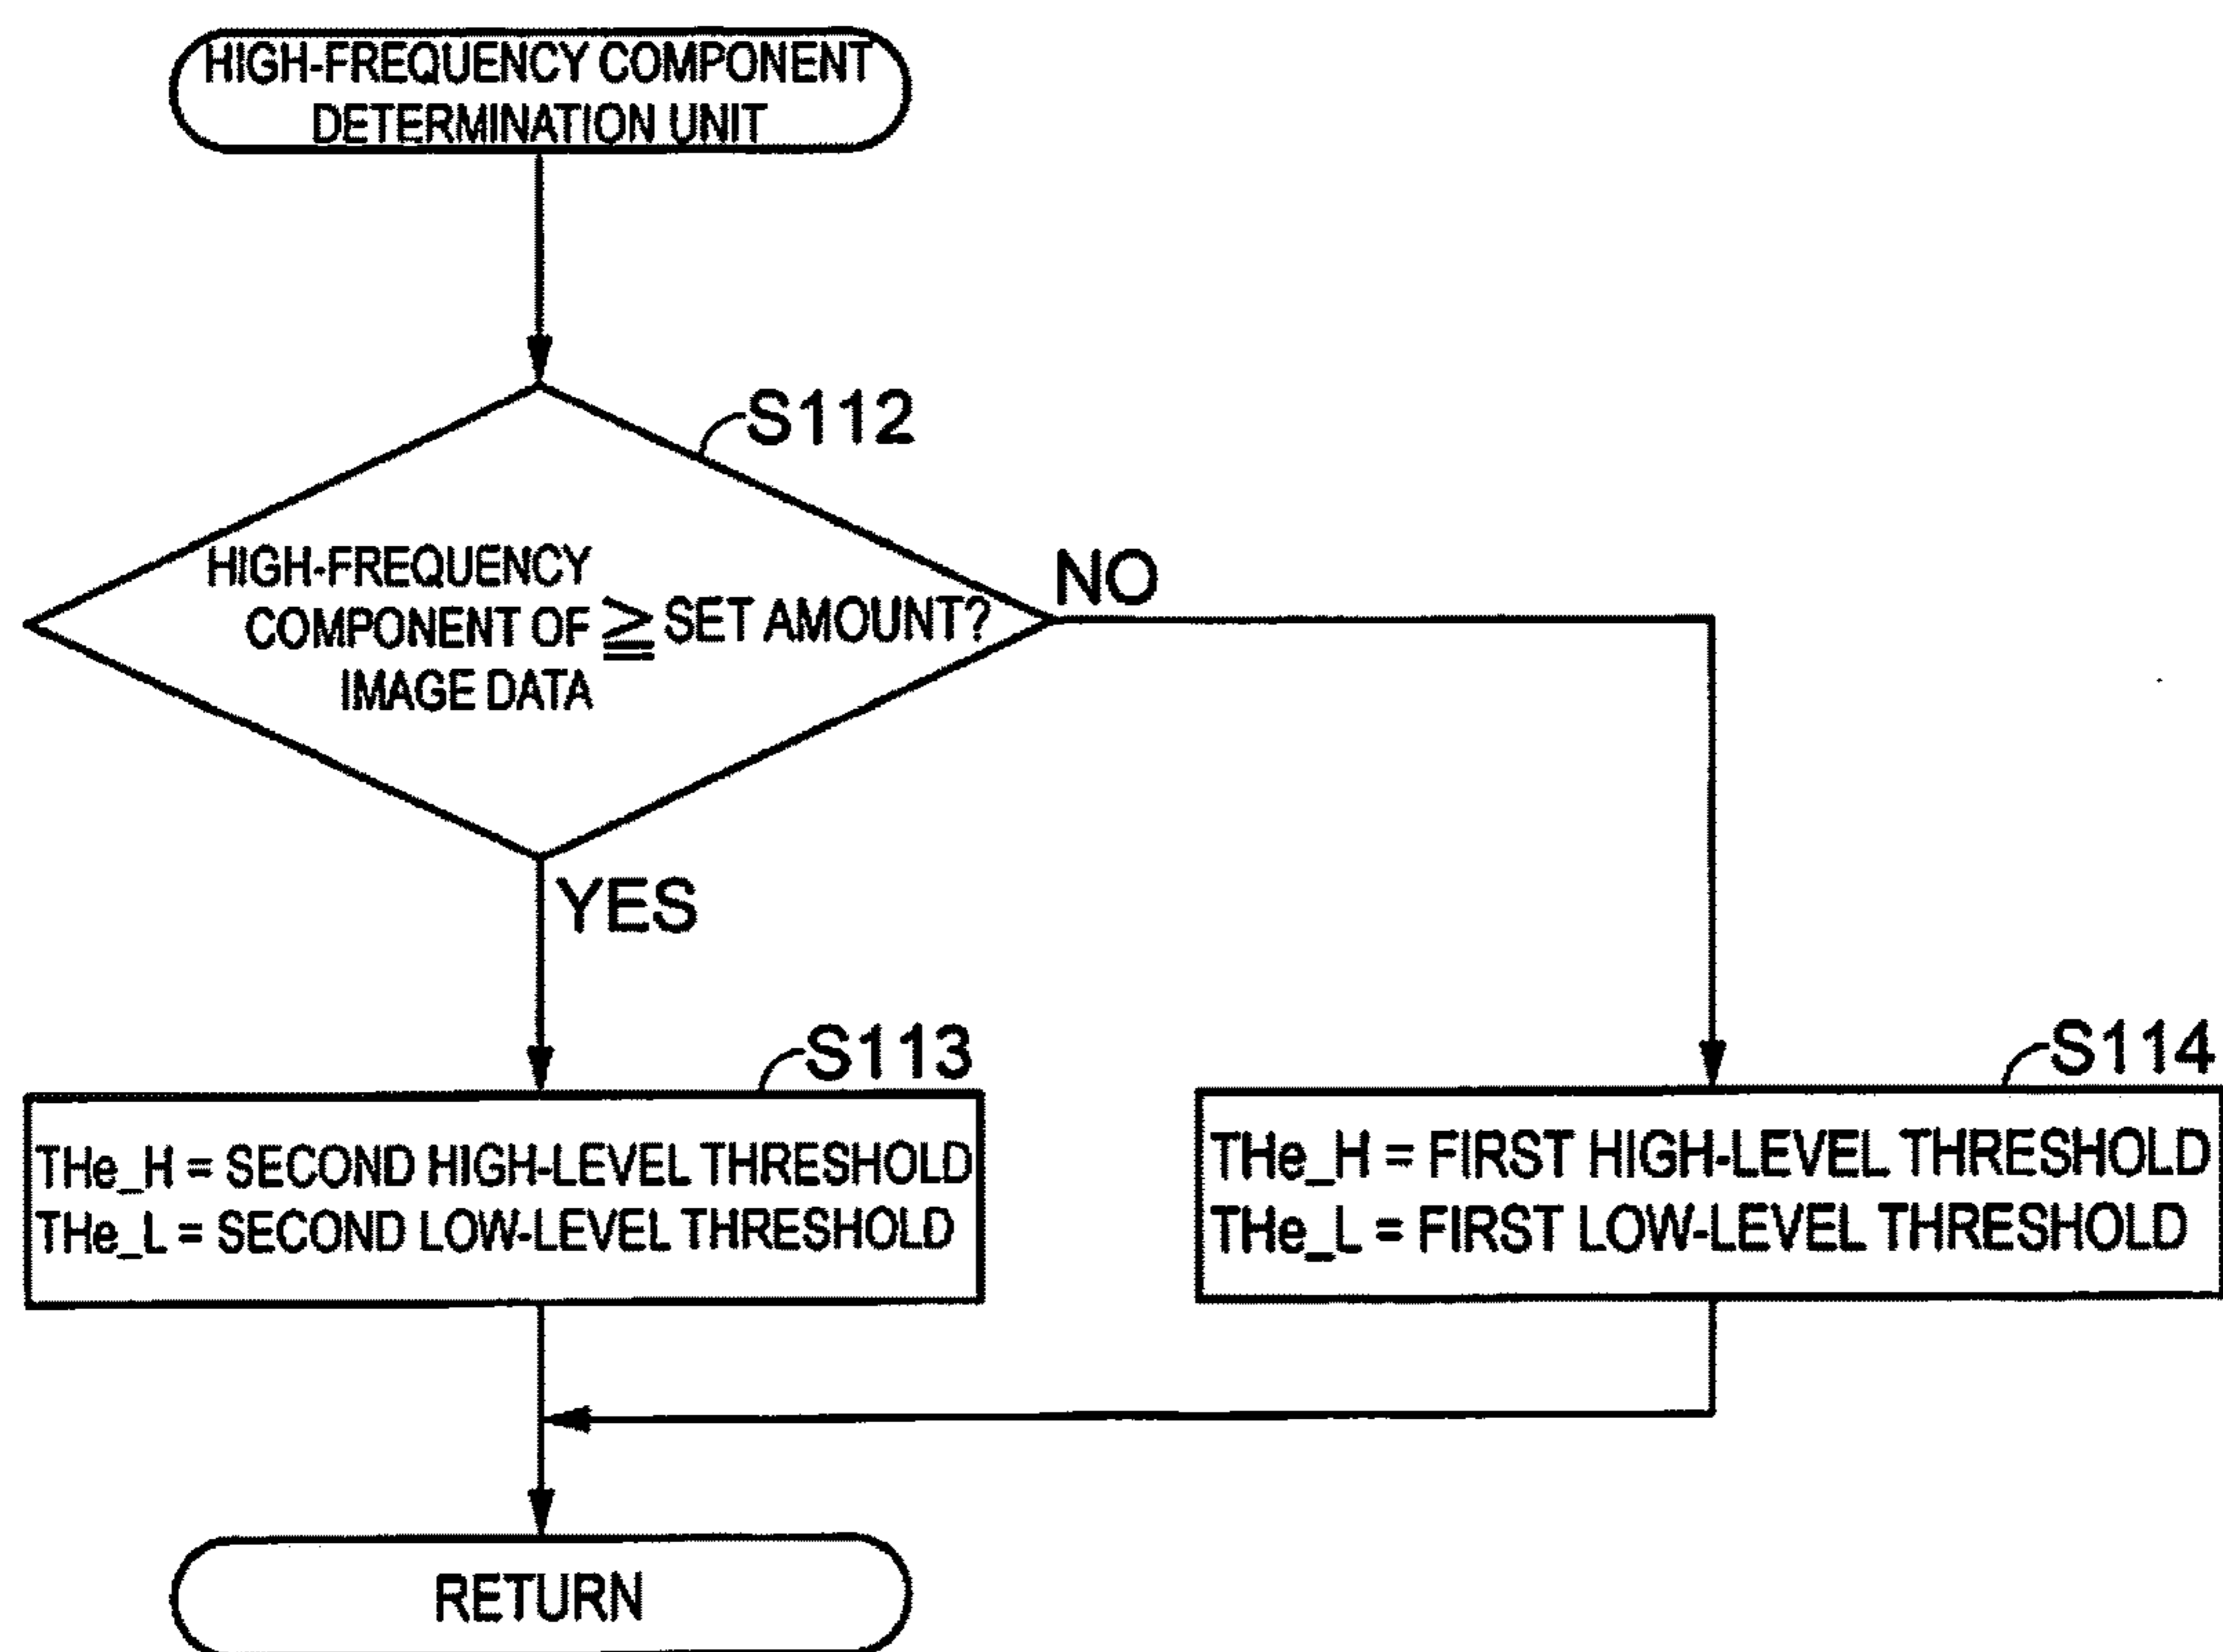 HIGH-FREQUENCY COMPONENT
DETERMINATION UNIT
S112
HIGH-FREQUENCY
COMPONENT OF ≧ SET AMOUNT?
IMAGE DATA
NO
YES
S113
THe_H = SECOND HIGH-LEVEL THRESHOLD
THe_L = SECOND LOW-LEVEL THRESHOLD
S114
THe_H = FIRST HIGH-LEVEL THRESHOLD
THe_L = FIRST LOW-LEVEL THRESHOLD
RETURN